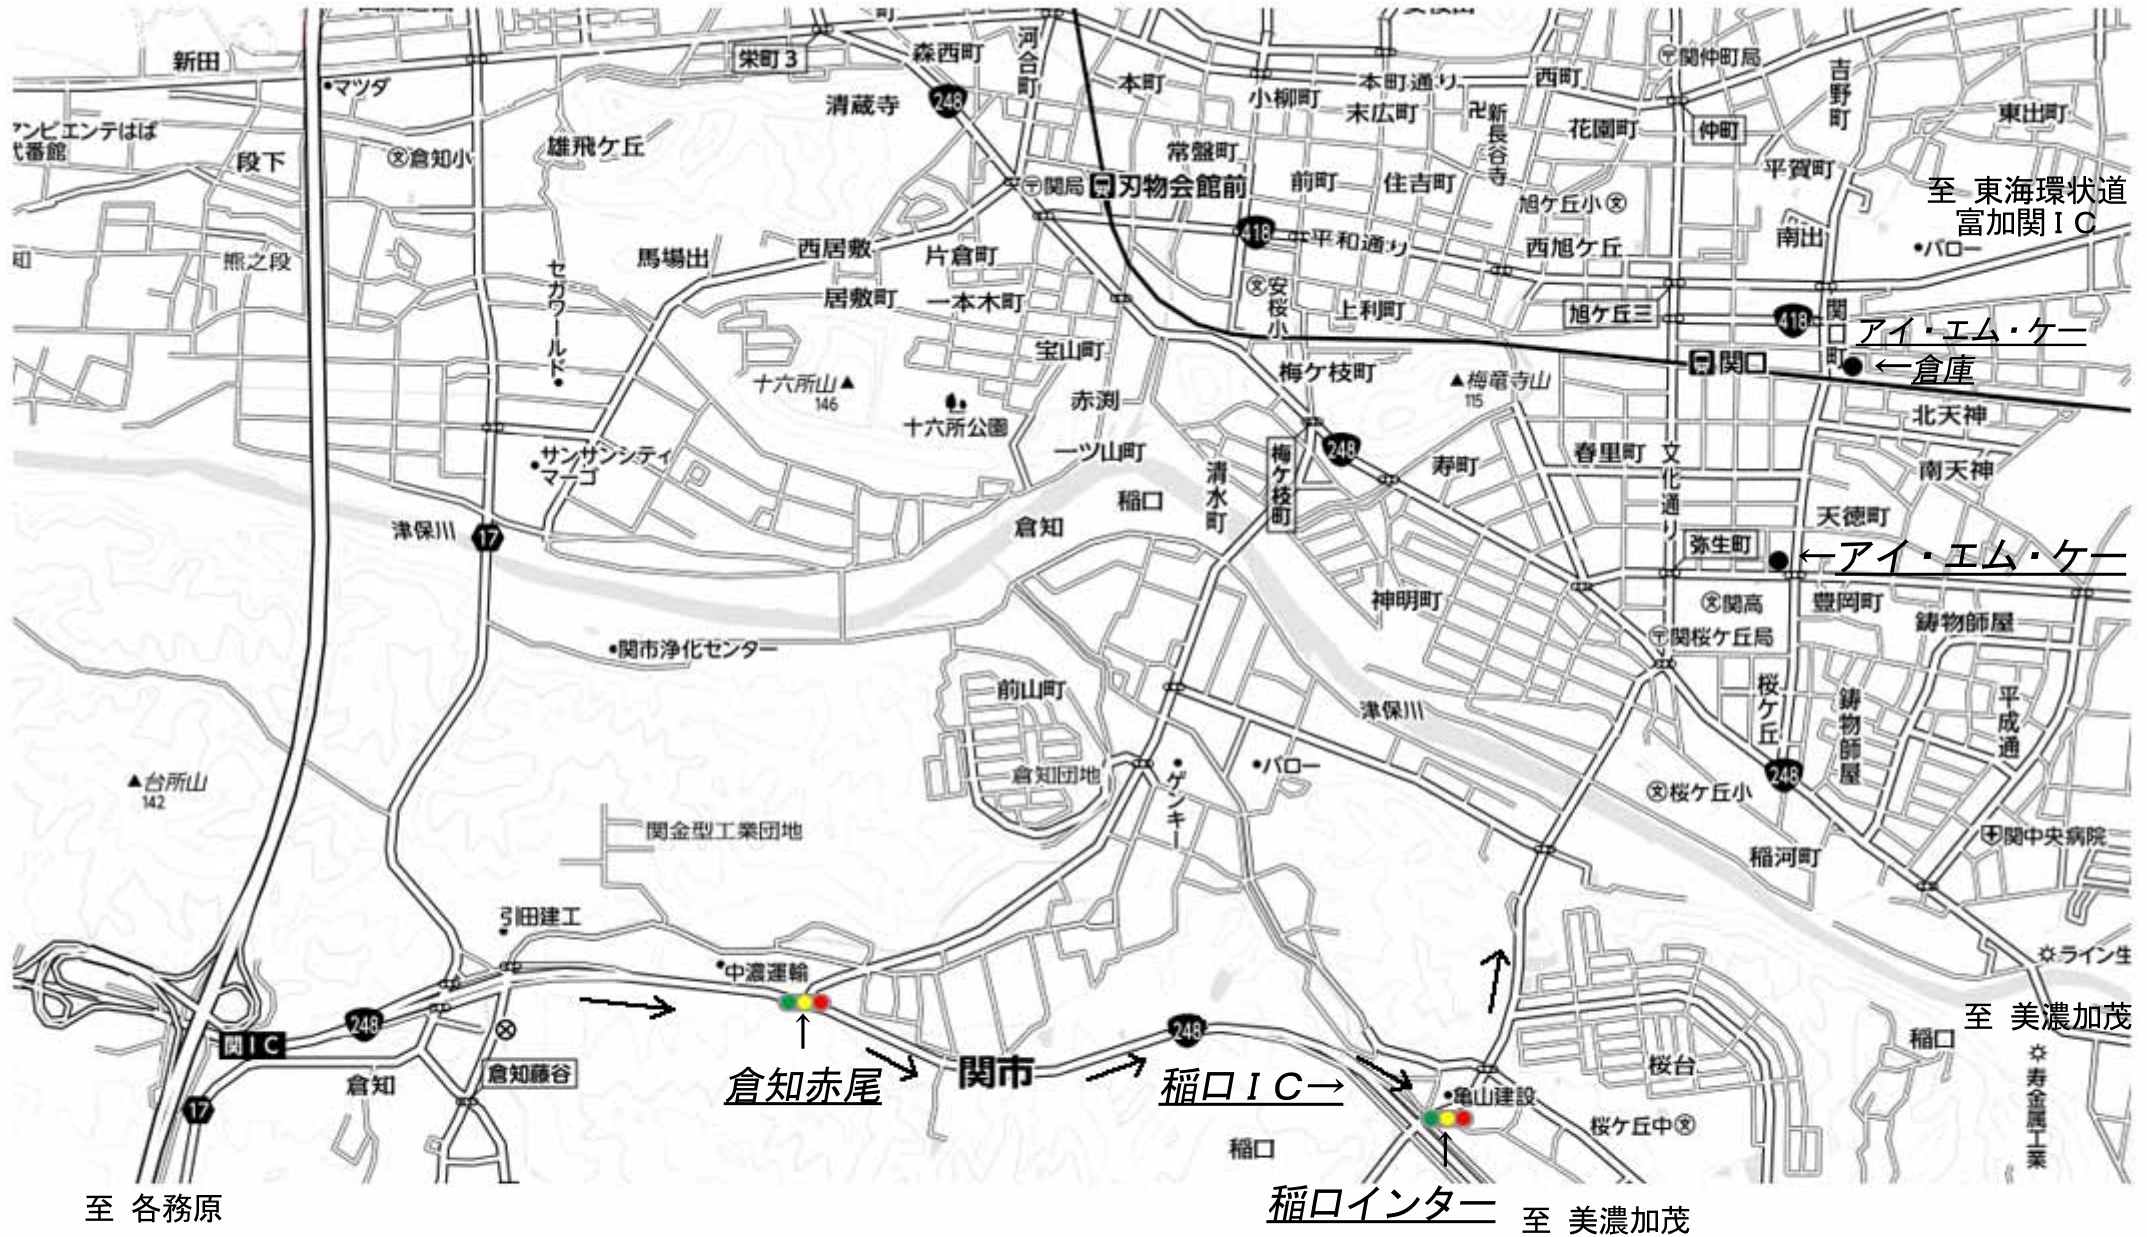 河合町
森西町
栄町3
新田
マツダ
本町
本町通り
西町
関仲町局
吉野町
清蔵寺
248
小柳町
末広町
新長谷寺
花園町
仲町
東出町
アンビエンテはば
弐番館
段下
倉知小
雄飛ケ丘
常盤町
平賀町
関局
刃物会館前
前町
住吉町
旭ケ丘小
至 東海環状道
富加関IC
418
平和通り
西旭ケ丘
南出
バロー
西居敷
片倉町
馬場出
熊之段
知
セガワールド
居敷町
一本木町
安桜小
上利町
旭ケ丘三
418
関口町
アイ・エム・ケー
←倉庫
宝山町
関口
十六所山
146
梅ケ枝町
梅竜寺山
115
赤渕
十六所公園
北天神
サンサンシティ
マーゴ
一ツ山町
梅ケ枝町
248
寿町
春里町
文化通り
南天神
清水町
稲口
倉知
津保川
17
天徳町
弥生町
←アイ・エム・ケー
神明町
関高
豊岡町
鋳物師屋
関桜ケ丘局
関市浄化センター
前山町
津保川
桜ケ丘
鋳物師屋
平成通
台所山
142
倉知団地
ゲンキー
バロー
248
桜ケ丘小
関金型工業団地
稲河町
関中央病院
引田建工
中濃運輸
ライン生
248
関IC
倉知
倉知藤谷
17
倉知赤尾
関市
248
稲口IC→
亀山建設
桜台
稲口
至 美濃加茂
寿金属工業
桜ケ丘中
稲口
稲口インター
至 各務原
至 美濃加茂